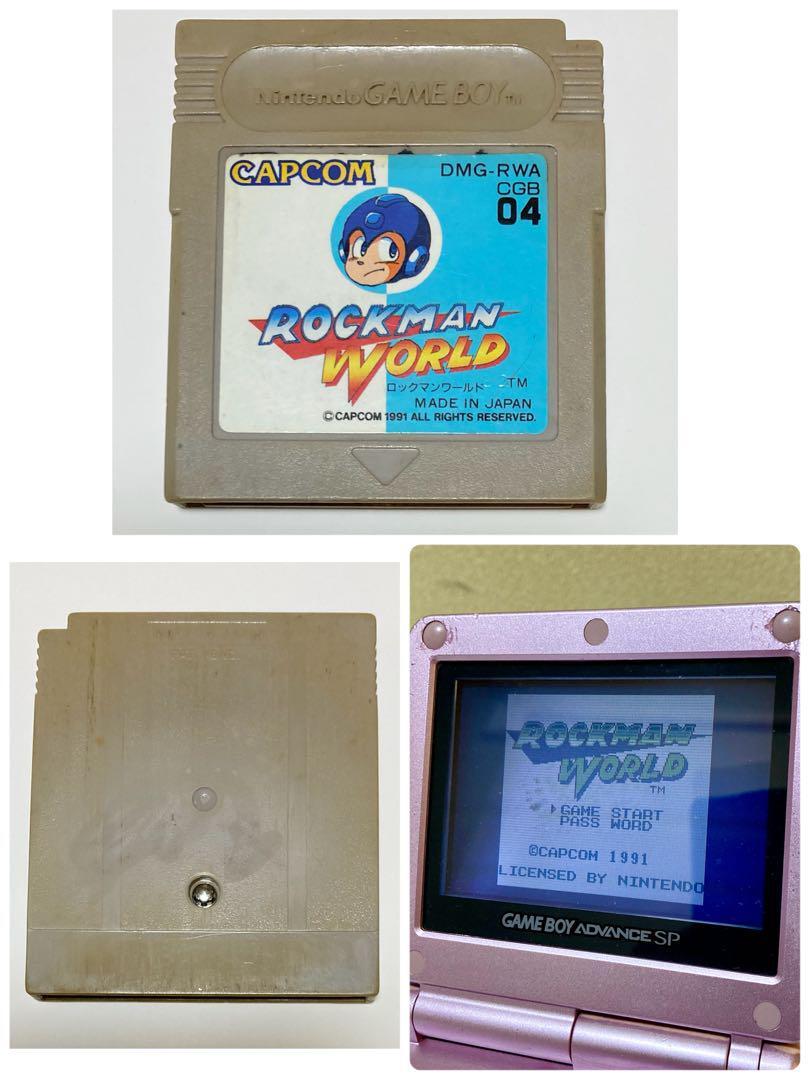 Nintendo GAME BOY TM
CAPCOM
DMG-RWA
CGB
04
ROCKMAN
WORLD
ロックマンワールド TM
MADE IN JAPAN
©CAPCOM 1991 ALL RIGHTS RESERVED.
ROCKMAN
WORLD
TM
GAME START
PASS WORD
©CAPCOM 1991
LICENSED BY NINTENDO
GAME BOY ADVANCE SP